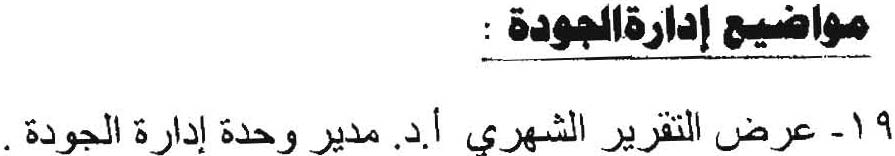 مواضيع إدارةالجودة :
١٩- عرض التقرير الشهري أ.د. مدير وحدة إدارة الجودة .